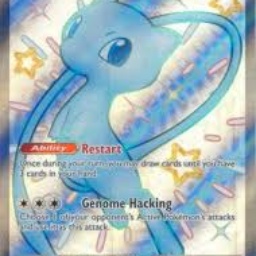 Ability Restart
Once during your turn, you may draw cards until you have
3 cards in your hand.
Genome Hacking
Choose 1 of your opponent's Active Pokémon's attacks
and use it as this attack.